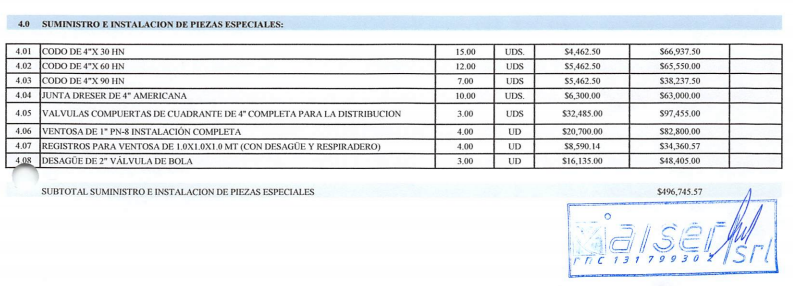 4.0 SUMINISTRO E INSTALACION DE PIEZAS ESPECIALES:
4.01 CODO DE 4"X 30 HN 15.00 UDS. $4,462.50 $66,937.50
4.02 CODO DE 4"X 60 HN 12.00 UDS $5,462.50 $65,550.00
4.03 CODO DE 4"X 90 HN 7.00 UDS $5,462.50 $38,237.50
4.04 JUNTA DRESER DE 4" AMERICANA 10.00 UDS. $6,300.00 $63,000.00
4.05 VALVULAS COMPUERTAS DE CUADRANTE DE 4" COMPLETA PARA LA DISTRIBUCION 3.00 UDS $32,485.00 $97,455.00
4.06 VENTOSA DE 1" PN-8 INSTALACIÓN COMPLETA 4.00 UD $20,700.00 $82,800.00
4.07 REGISTROS PARA VENTOSA DE 1.0X1.0X1.0 MT (CON DESAGÜE Y RESPIRADERO) 4.00 UD $8,590.14 $34,360.57
4.08 DESAGÜE DE 2" VÁLVULA DE BOLA 3.00 UD $16,135.00 $48,405.00
SUBTOTAL SUMINISTRO E INSTALACION DE PIEZAS ESPECIALES $496,745.57
srl
rnc 131799302